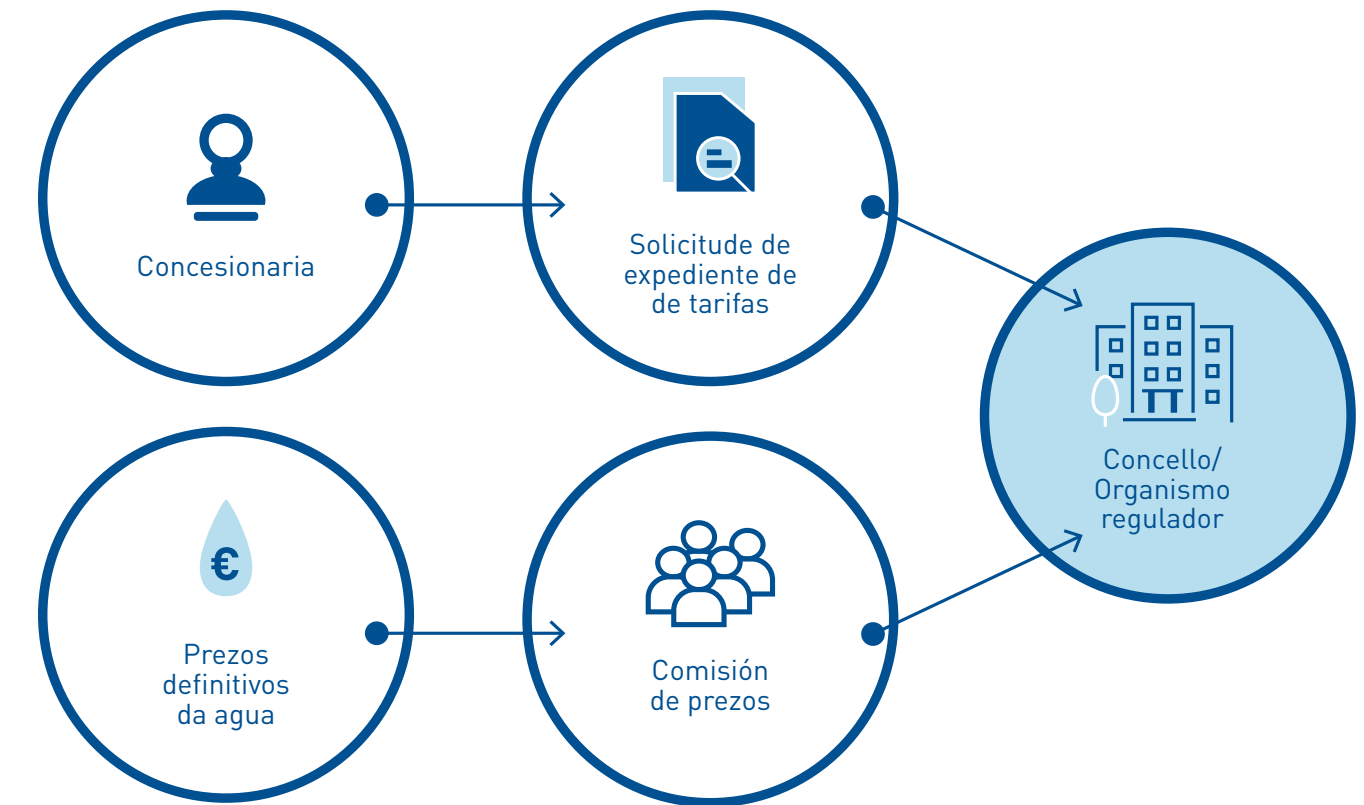 Concesionaria
Solicitude de
expediente de
de tarifas
Concello/
Organismo
regulador
€
Prezos
definitivos
da agua
Comisión
de prezos